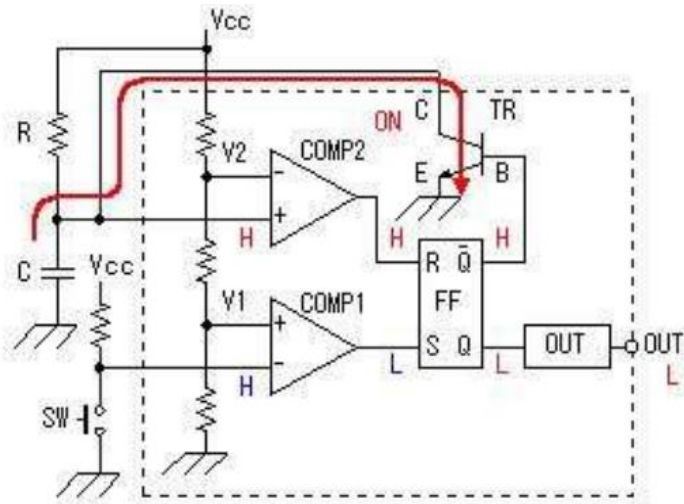 Vcc
C TR
R
ON
V2 COMP2
- E B
+
H H H
R Q̄
C Vcc
FF
V1 COMP1
+
- S Q OUT OUT
H L L L
SW